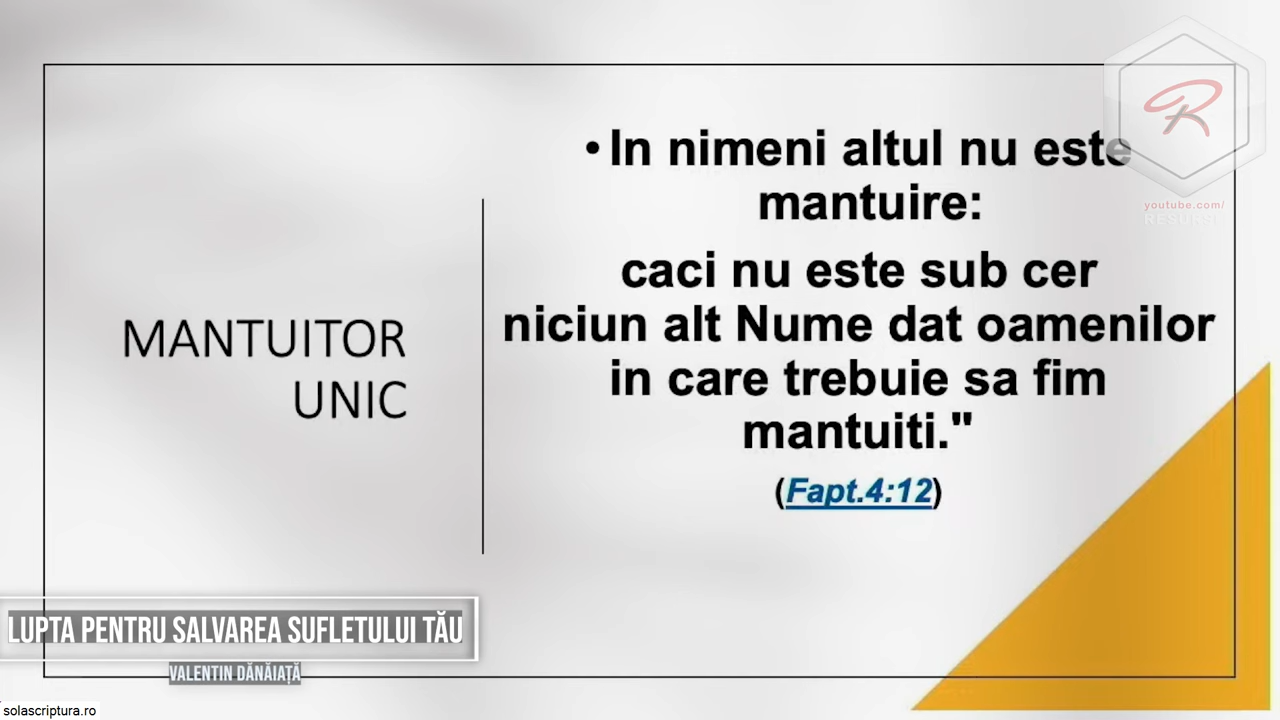 MANTUITOR
UNIC
• In nimeni altul nu este
mantuire:
caci nu este sub cer
niciun alt Nume dat oamenilor
in care trebuie sa fim
mantuiti."
(Fapt.4:12)
R
youtube.com/
RESURSE
LUPTA PENTRU SALVAREA SUFLETULUI TĂU
VALENTIN DĂNĂIAȚĂ
solascriptura.ro